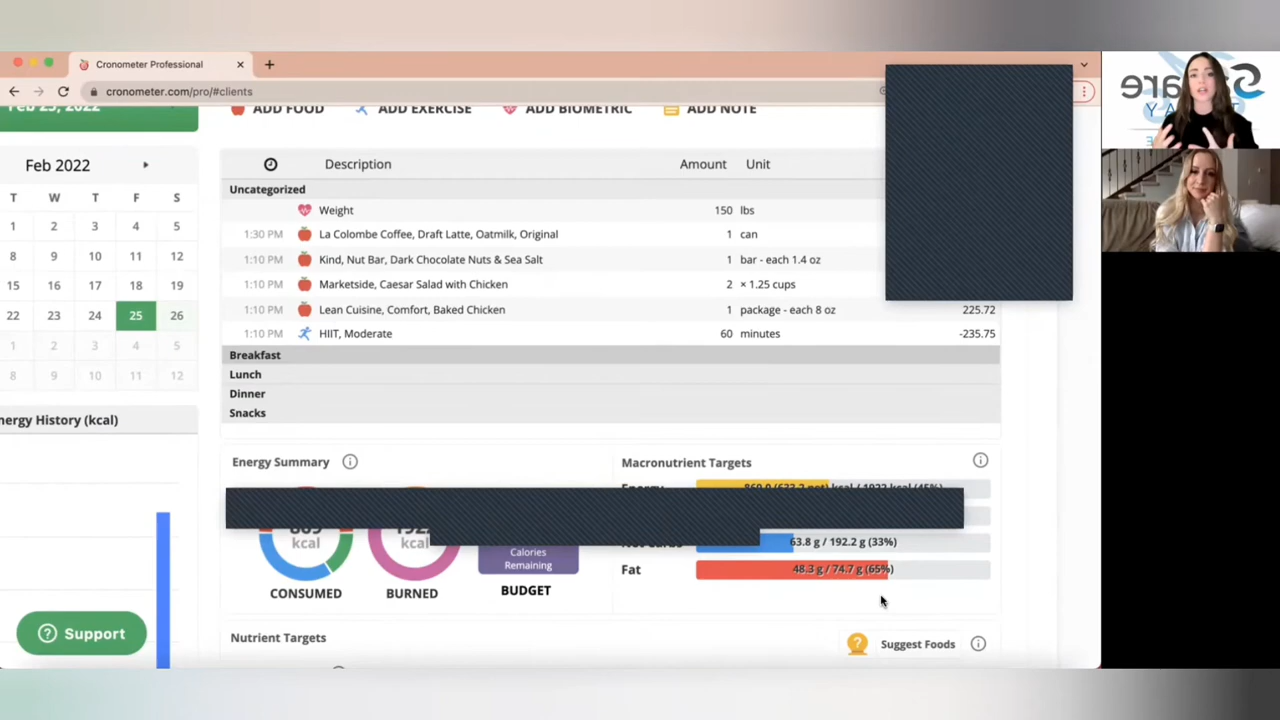 Cronometer Professional
cronometer.com/pro/#clients
ADD FOOD ADD EXERCISE ADD BIOMETRIC ADD NOTE
Feb 2022
T W T F S
1 2 3 4 5
8 9 10 11 12
15 16 17 18 19
22 23 24 25 26
1 2 3 4 5
8 9 10 11 12
Description Amount Unit
Uncategorized
Weight 150 lbs
1:30 PM La Colombe Coffee, Draft Latte, Oatmilk, Original 1 can
1:10 PM Kind, Nut Bar, Dark Chocolate Nuts & Sea Salt 1 bar - each 1.4 oz
1:10 PM Marketside, Caesar Salad with Chicken 2 × 1.25 cups
1:10 PM Lean Cuisine, Comfort, Baked Chicken 1 package - each 8 oz 225.72
1:10 PM HIIT, Moderate 60 minutes -235.75
Breakfast
Lunch
Dinner
Snacks
History (kcal)
Energy Summary
kcal
CONSUMED
kcal
BURNED
Calories
Remaining
BUDGET
Macronutrient Targets
63.8 g / 192.2 g (33%)
Fat 48.3 g / 74.7 g (65%)
Support
Nutrient Targets
Suggest Foods